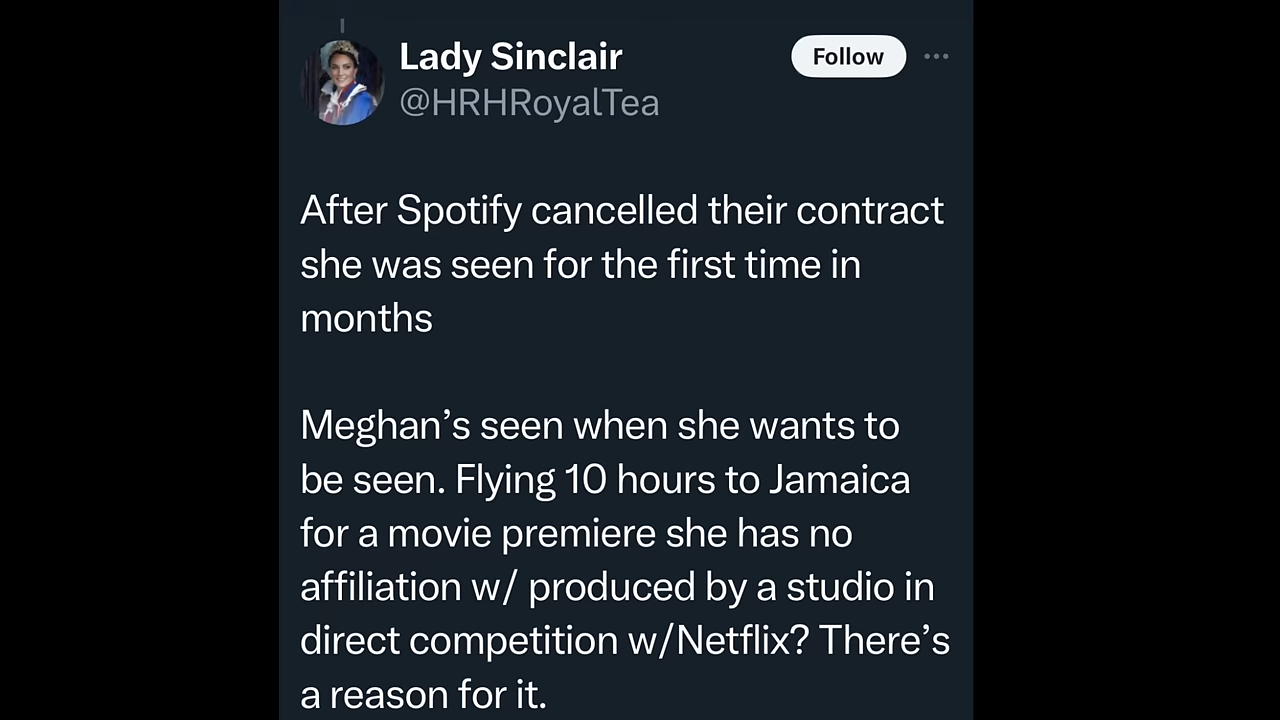 Lady Sinclair
Follow
@HRHRoyalTea
After Spotify cancelled their contract
she was seen for the first time in
months
Meghan’s seen when she wants to
be seen. Flying 10 hours to Jamaica
for a movie premiere she has no
affiliation w/ produced by a studio in
direct competition w/Netflix? There’s
a reason for it.